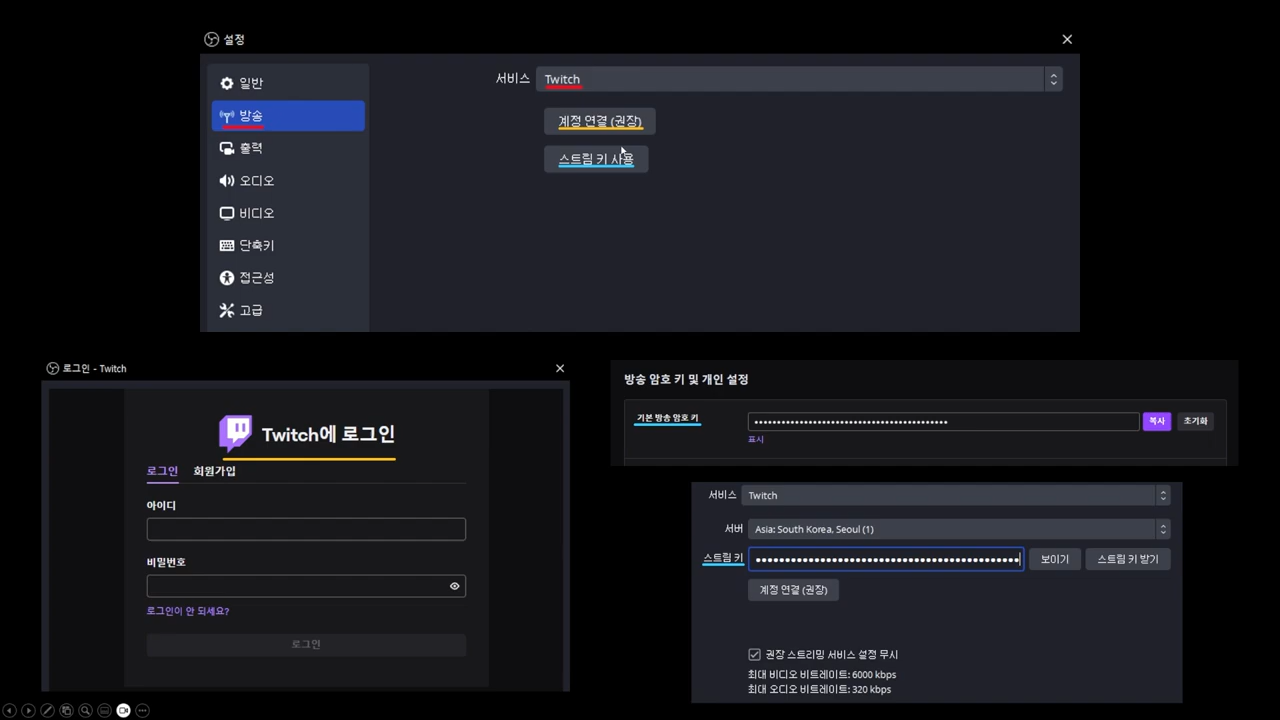 설정
일반
방송
출력
오디오
비디오
단축키
접근성
고급
서비스 Twitch
계정 연결 (권장)
스트림 키 사용
로그인 - Twitch
Twitch에 로그인
로그인 회원가입
아이디
비밀번호
로그인이 안 되세요?
로그인
방송 암호 키 및 개인 설정
기본 방송 암호 키 ●●●●●●●●●●●●●●●●●●●●●●●●●●●●●●●●●●●●●●●●●●●● 복사 초기화
표시
서비스 Twitch
서버 Asia: South Korea, Seoul (1)
스트림 키 ●●●●●●●●●●●●●●●●●●●●●●●●●●●●●●●●●●●●●●●●●●●● 보이기 스트림 키 받기
계정 연결 (권장)
권장 스트리밍 서비스 설정 무시
최대 비디오 비트레이트: 6000 kbps
최대 오디오 비트레이트: 320 kbps